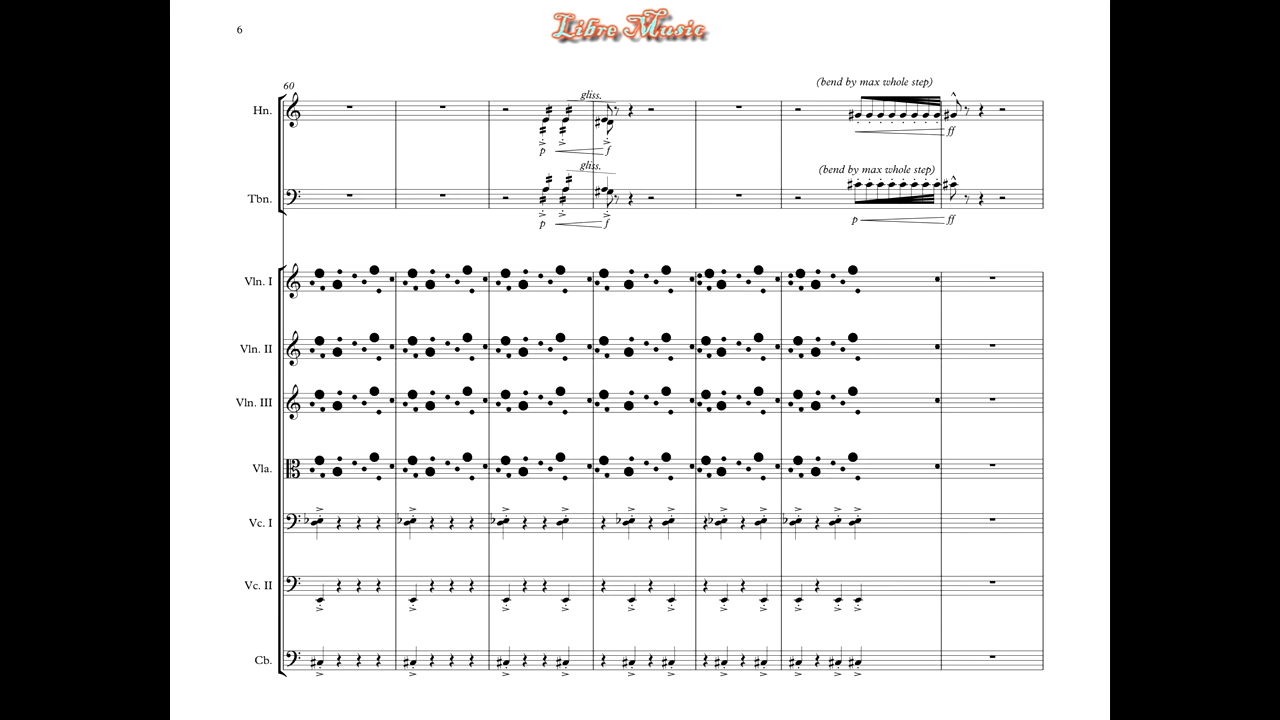 6
Libre Music
60
(bend by max whole step)
gliss.
Hn.
p
f
ff
gliss.
(bend by max whole step)
Tbn.
p
f
p
ff
Vln. I
Vln. II
Vln. III
Vla.
Vc. I
Vc. II
Cb.